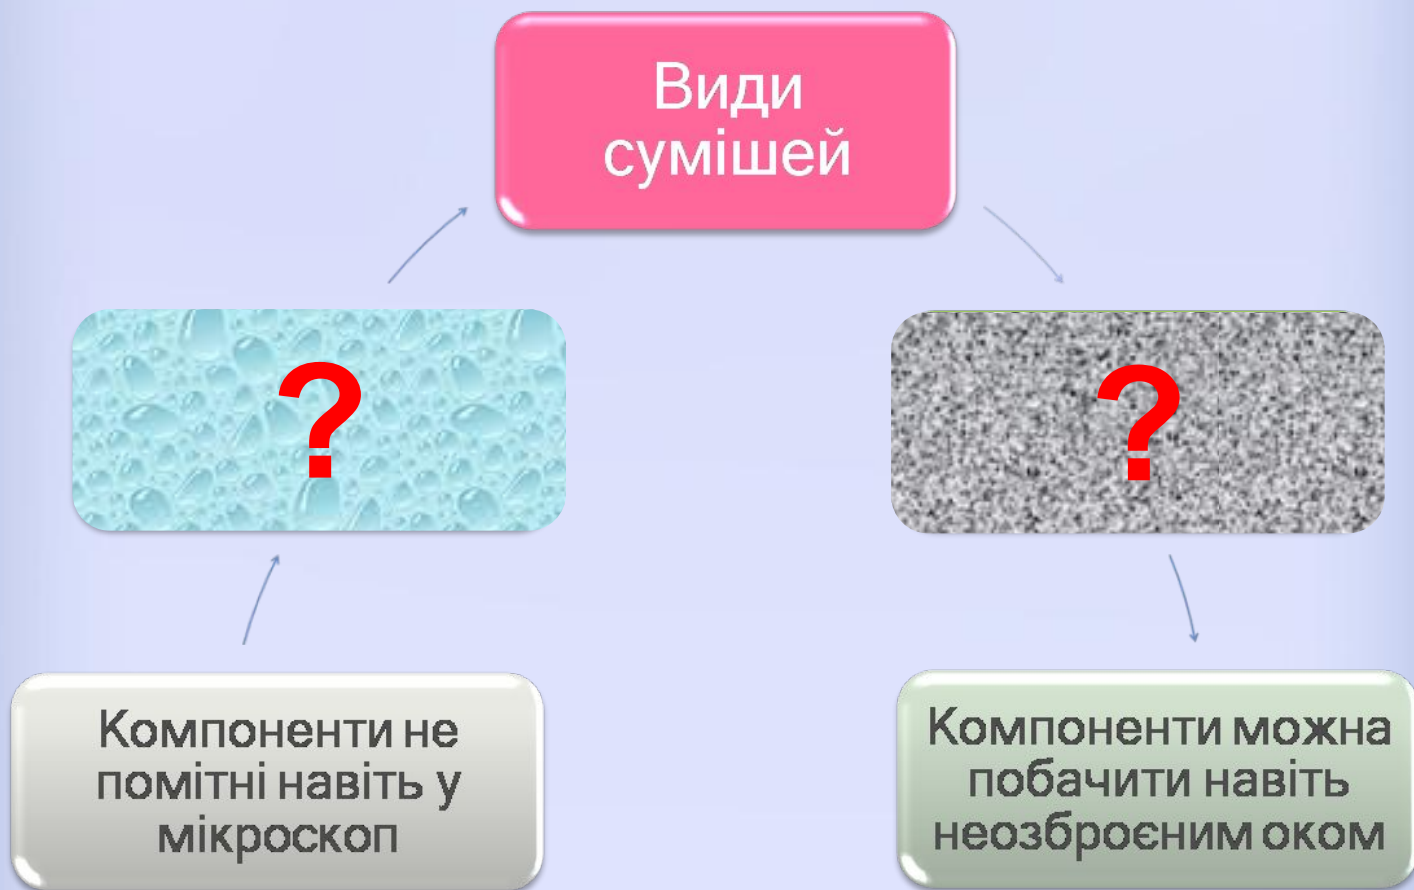 Види
сумішей
?
?
Компоненти не
помітні навіть у
мікроскоп
Компоненти можна
побачити навіть
неозброєним оком